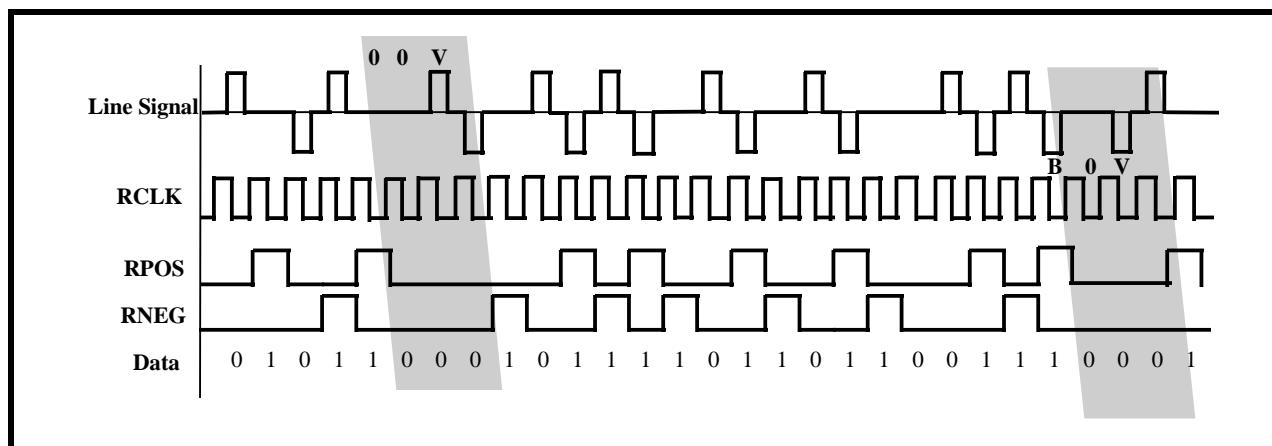 0 0 V
Line Signal
B 0 V
RCLK
RPOS
RNEG
Data 0 1 0 1 1 0 0 0 1 0 1 1 1 1 0 1 1 0 1 1 0 0 1 1 1 0 0 0 1